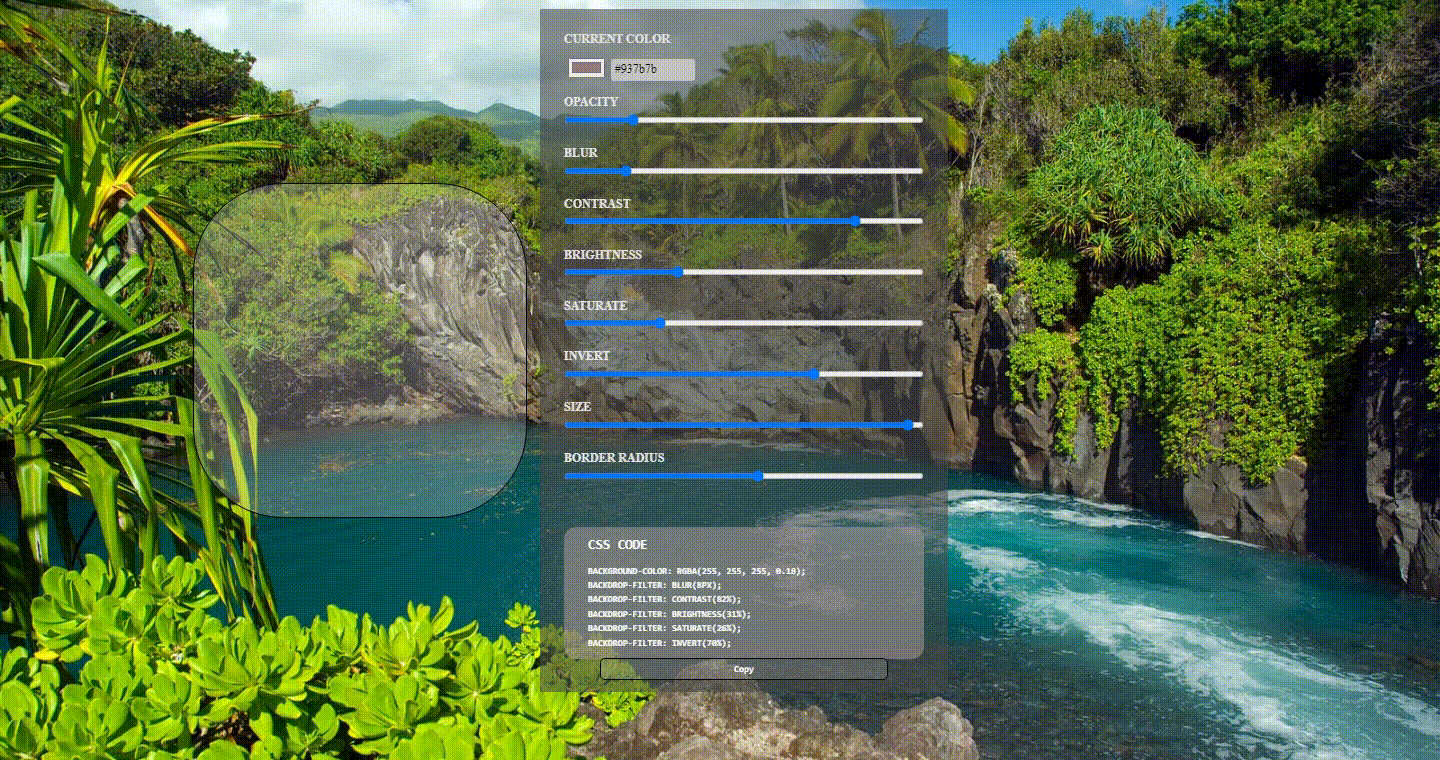 CURRENT COLOR
#937b7b
OPACITY
BLUR
CONTRAST
BRIGHTNESS
SATURATE
INVERT
SIZE
BORDER RADIUS
CSS CODE
BACKGROUND-COLOR: RGBA(255, 255, 255, 0.18);
BACKDROP-FILTER: BLUR(8PX);
BACKDROP-FILTER: CONTRAST(82%);
BACKDROP-FILTER: BRIGHTNESS(31%);
BACKDROP-FILTER: SATURATE(26%);
BACKDROP-FILTER: INVERT(70%);
Copy